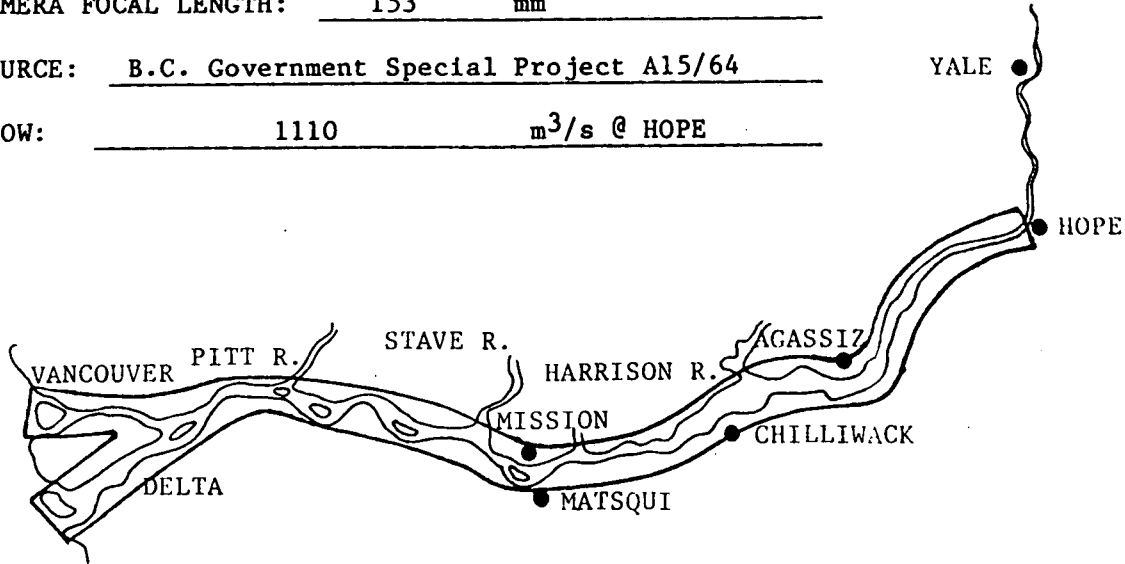 MERA FOCAL LENGTH: 153 mm
URCE: B.C. Government Special Project A15/64
YALE
OW: 1110 m³/s @ HOPE
HOPE
STAVE R.
AGASSIZ
PITT R.
VANCOUVER
HARRISON R.
MISSION
CHILLIWACK
DELTA
MATSQUI